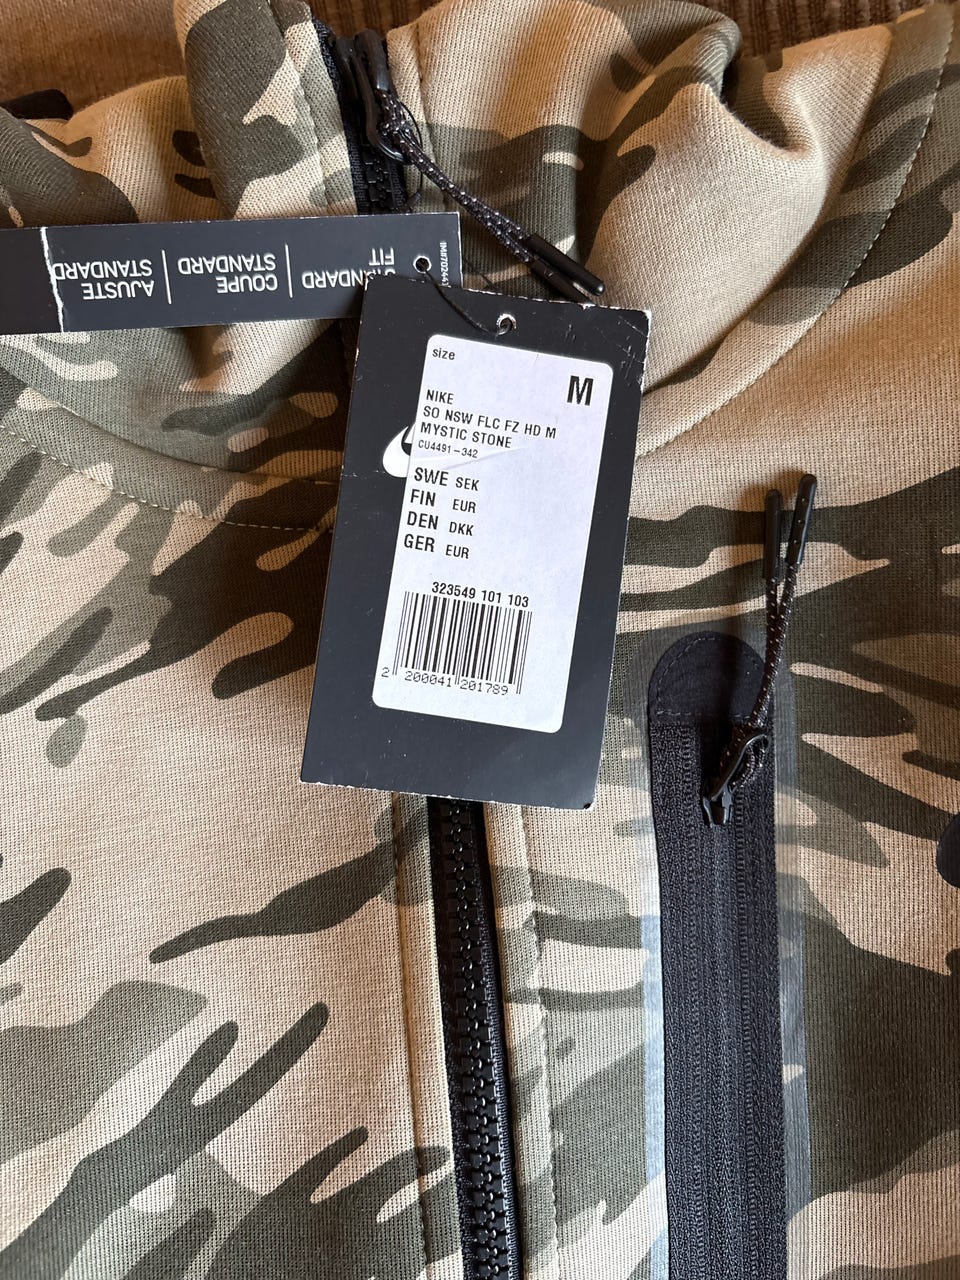 STANDARD
FIT
COUPE
STANDARD
AJUSTE
STANDARD
size
M
NIKE
SO NSW FLC FZ HD M
MYSTIC STONE
CU4491-342
SWE SEK
FIN EUR
DEN DKK
GER EUR
323549 101 103
2 200041 201789